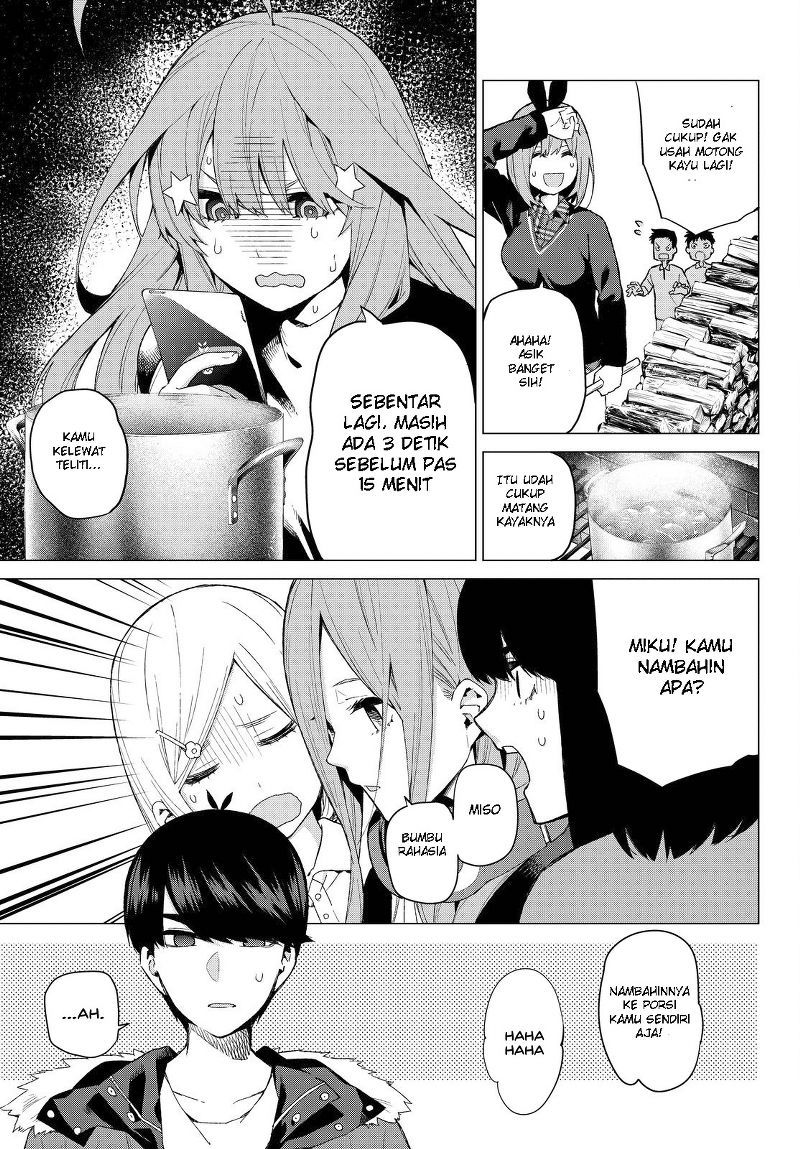 SUDAH
CUKUP! GAK
USAH MOTONG
KAYU LAGI!
AHAHA!
ASIK
BANGET
SIH!
ITU UDAH
CUKUP
MATANG
KAYAKNYA
SEBENTAR
LAGI. MASIH
ADA 3 DETIK
SEBELUM PAS
15 MENIT
KAMU
KELEWAT
TELITI...
MIKU! KAMU
NAMBAHIN
APA?
MISO
BUMBU
RAHASIA
NAMBAHINNYA
KE PORSI
KAMU SENDIRI
AJA!
HAHA
HAHA
...AH.